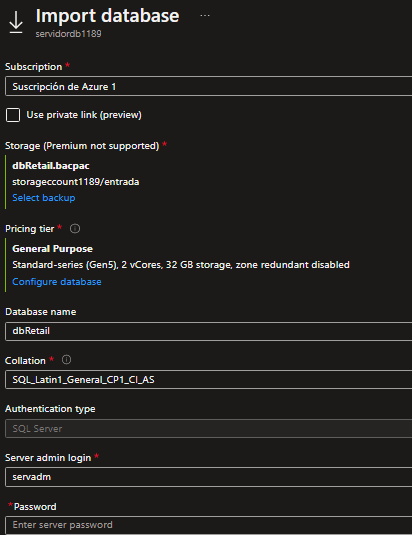 Import database ...
servidordb1189
Subscription *
Suscripción de Azure 1
Use private link (preview)
Storage (Premium not supported) *
dbRetail.bacpac
storageccount1189/entrada
Select backup
Pricing tier *
General Purpose
Standard-series (Gen5), 2 vCores, 32 GB storage, zone redundant disabled
Configure database
Database name
dbRetail
Collation *
SQL_Latin1_General_CP1_CI_AS
Authentication type
SQL Server
Server admin login *
servadm
*Password
Enter server password